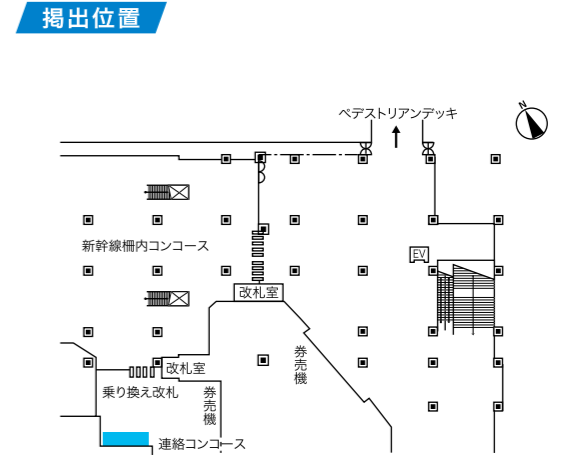 掲出位置
ペデストリアンデッキ
N
新幹線柵内コンコース
EV
改札室
券売機
改札室
乗り換え改札
券売機
連絡コンコース